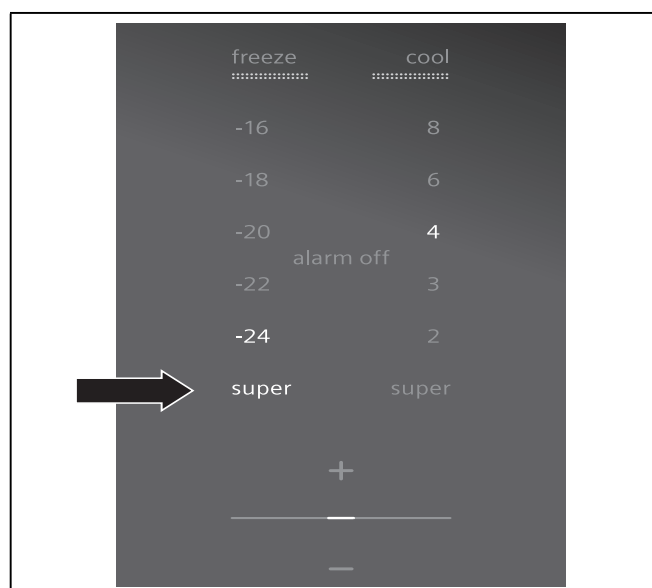 freeze cool
-16 8
-18 6
-20 4
alarm off
-22 3
-24 2
super super
+
−